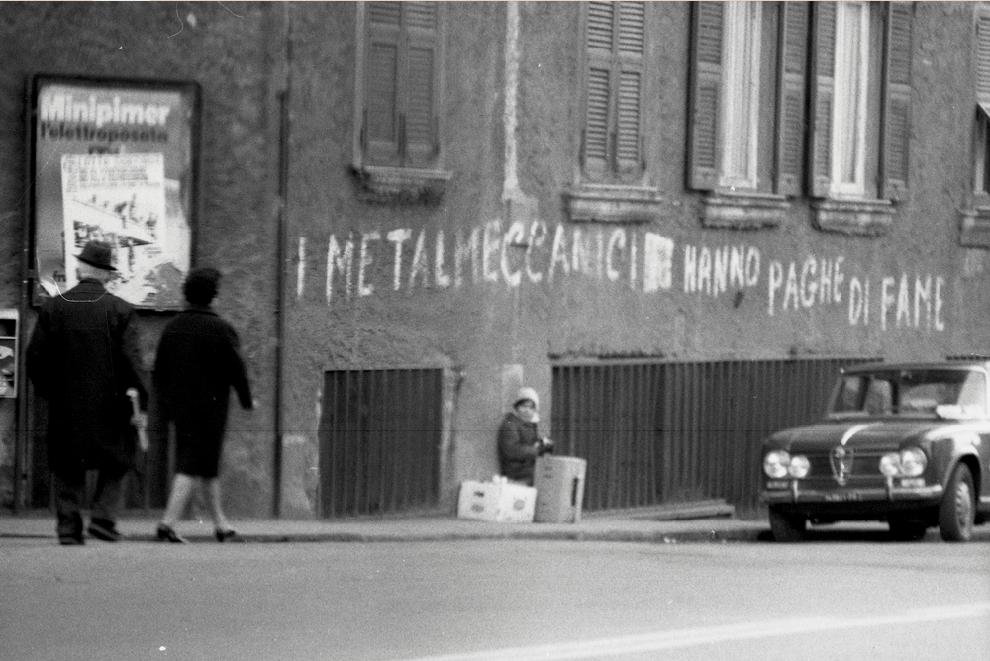 Minipimer
l'elettroposata
I METALMECCANICI HANNO PAGHE DI FAME